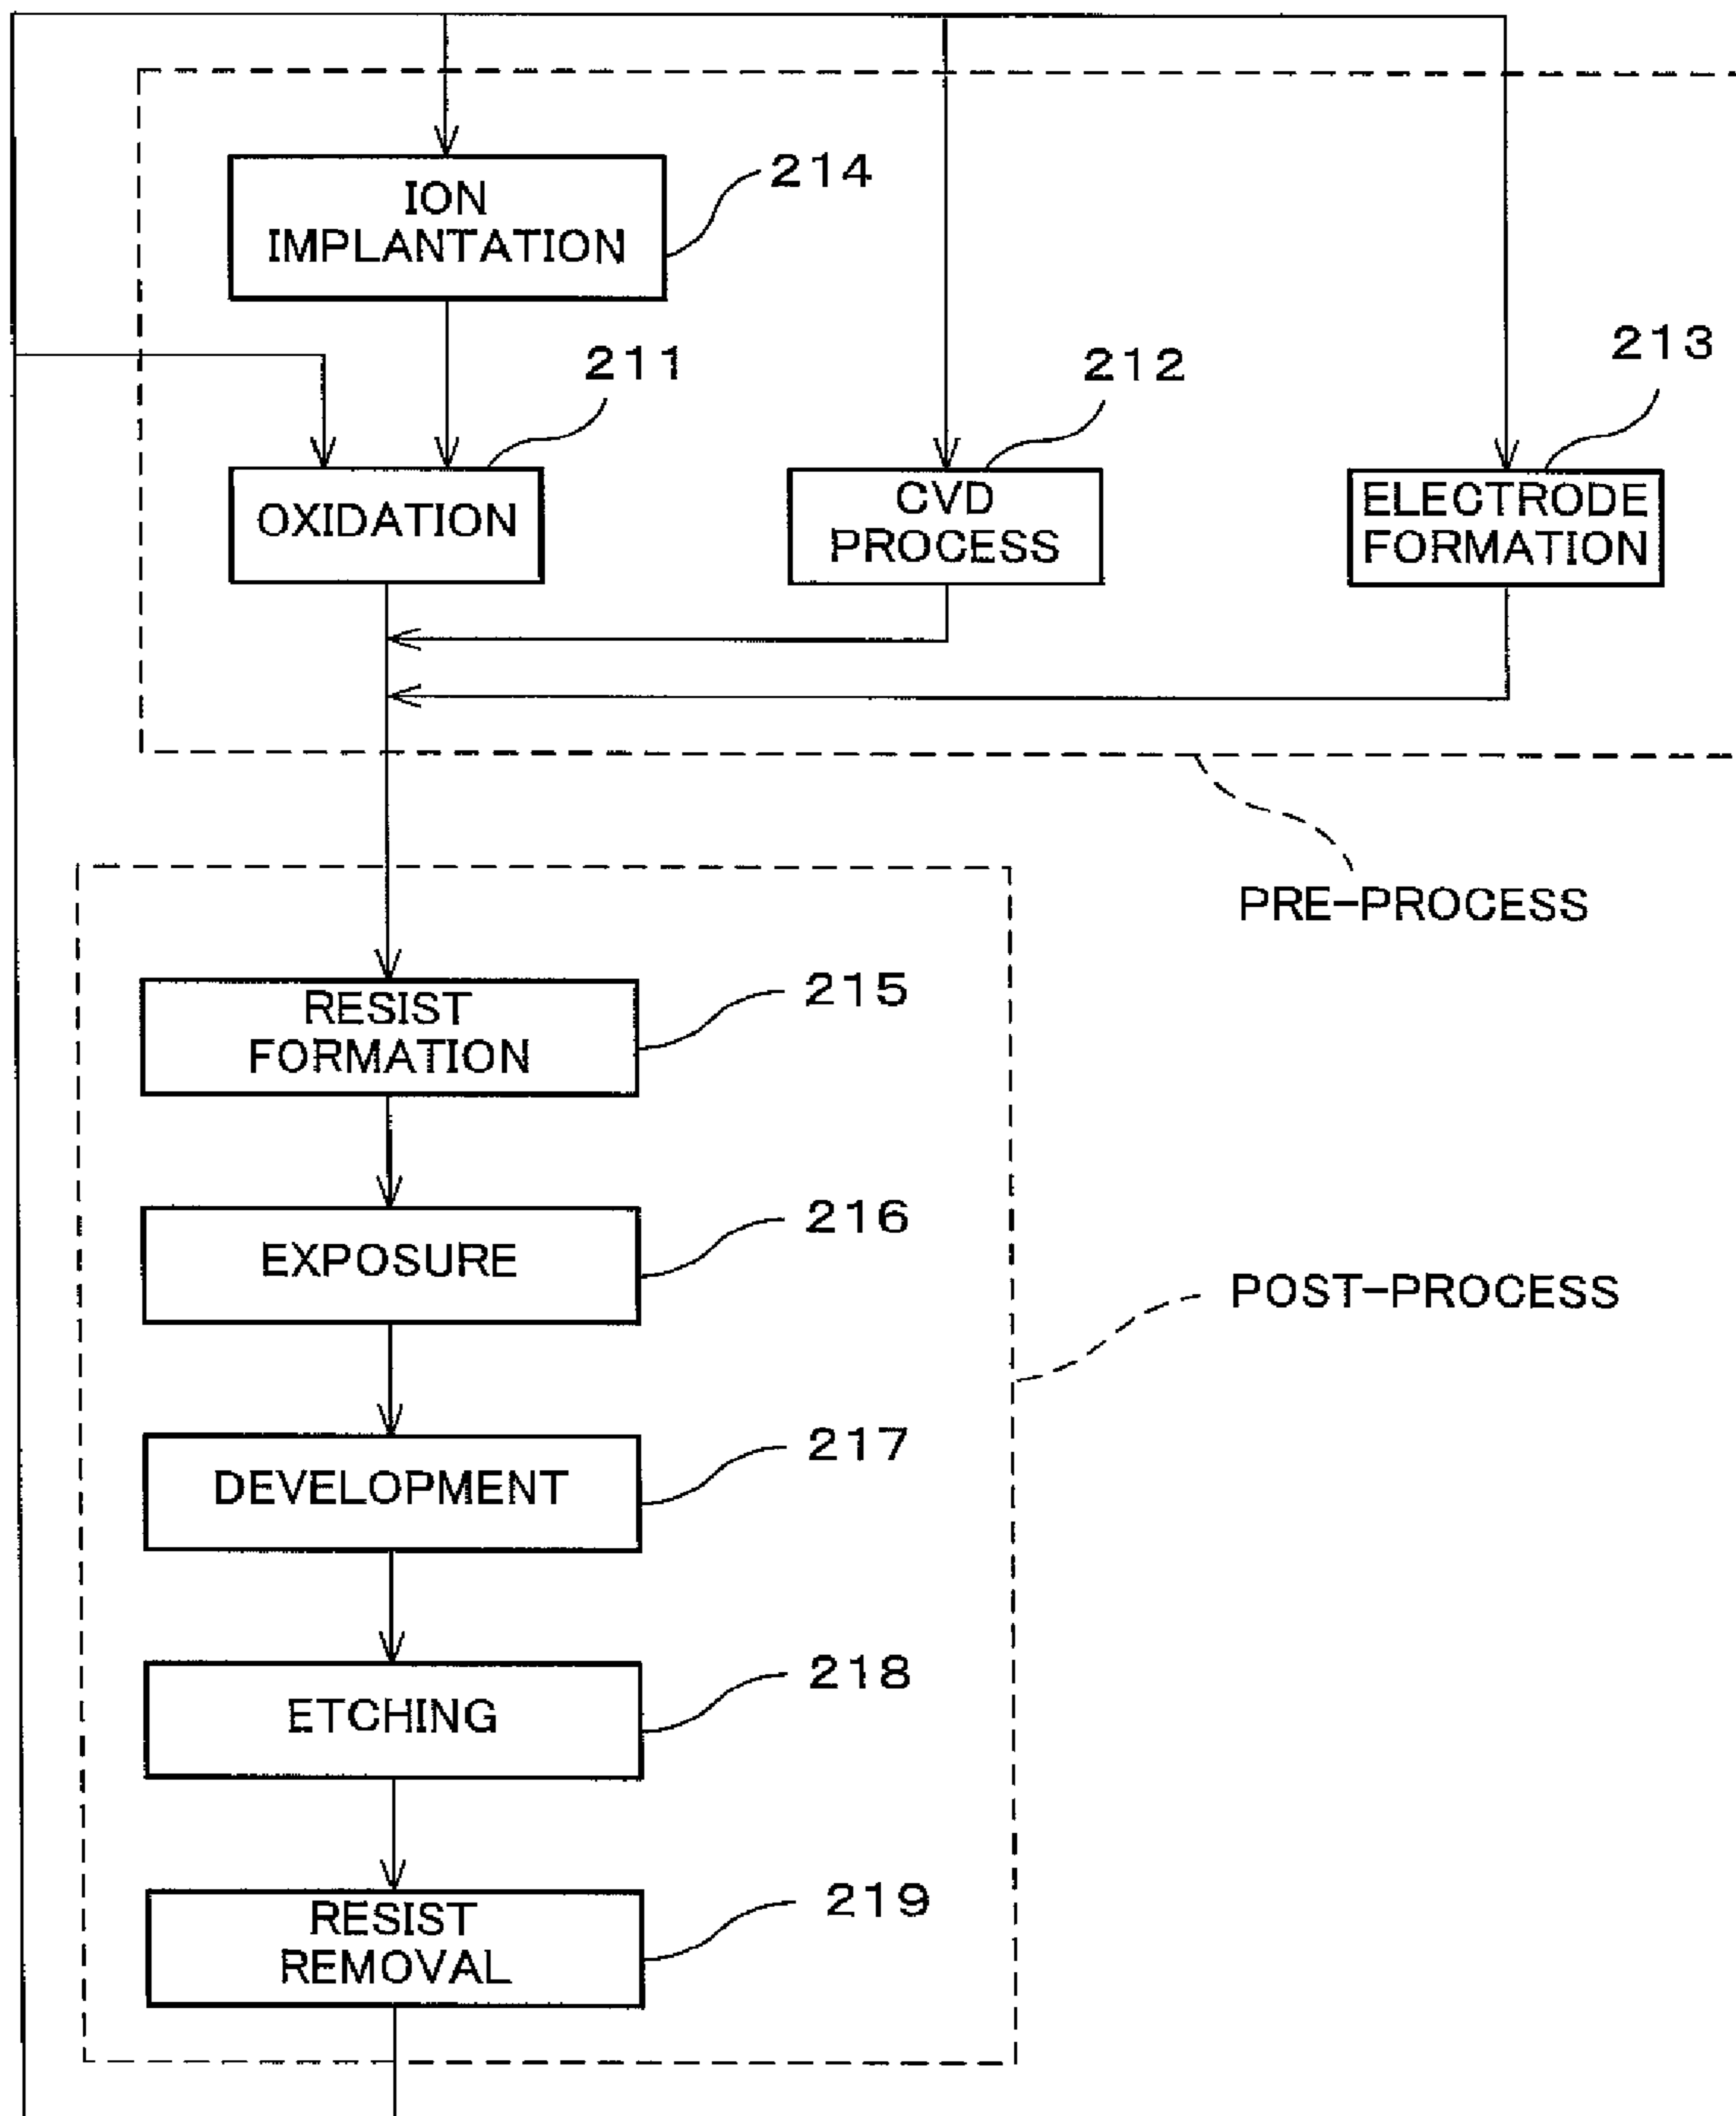 214
ION
IMPLANTATION
211
212
213
OXIDATION
CVD
PROCESS
ELECTRODE
FORMATION
PRE-PROCESS
215
RESIST
FORMATION
216
EXPOSURE
POST-PROCESS
217
DEVELOPMENT
218
ETCHING
219
RESIST
REMOVAL